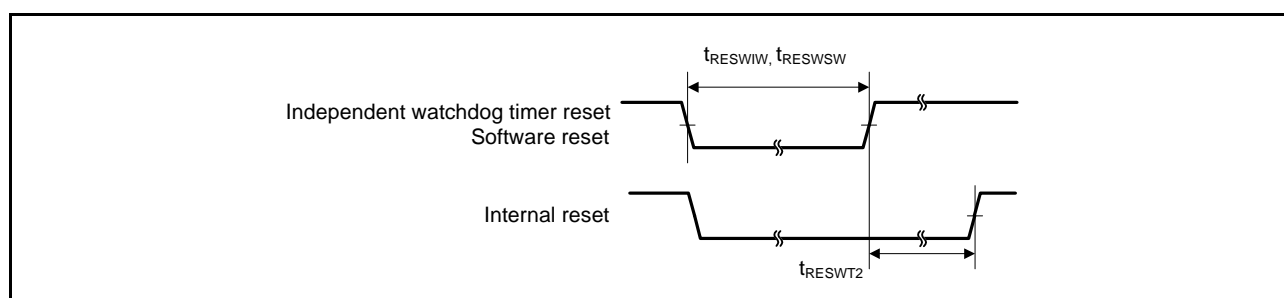 tRESWIW, tRESWSW
Independent watchdog timer reset
Software reset
Internal reset
tRESWT2